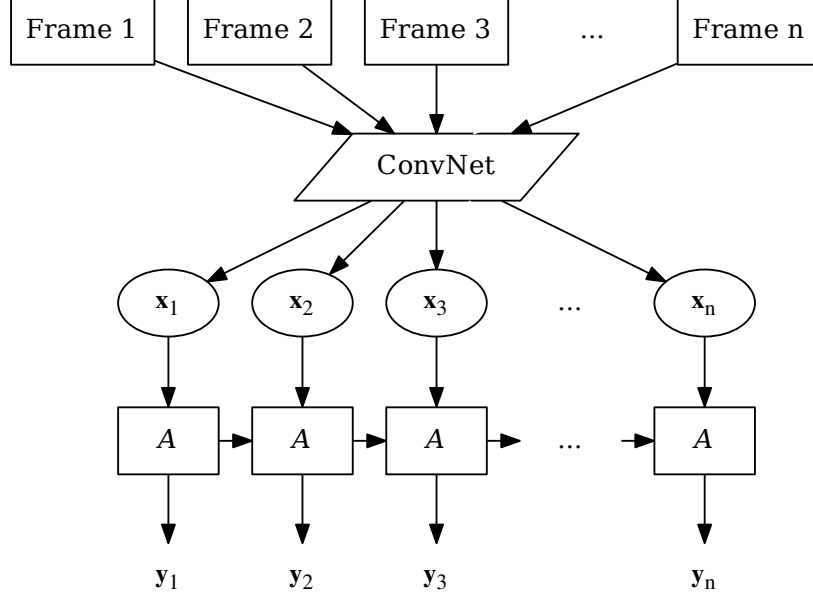 Frame 1 Frame 2 Frame 3 ... Frame n
ConvNet
x₁ x₂ x₃ ... xₙ
A A A ... A
y₁ y₂ y₃ yₙ